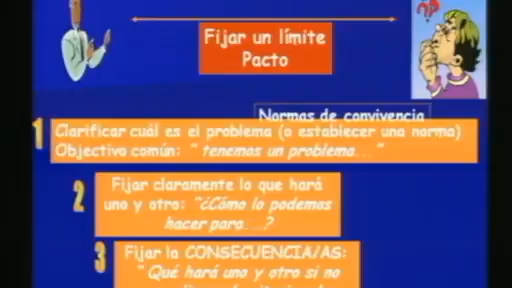 Fijar un límite
Pacto
Normas de convivencia
1 Clarificar cuál es el problema (o establecer una norma)
Objectivo común: "tenemos un problema...."
2 Fijar claramente lo que hará
uno y otro: "¿Cómo lo podemos
hacer para...?
3 Fijar la CONSECUENCIA/AS:
"Qué hará uno y otro si no